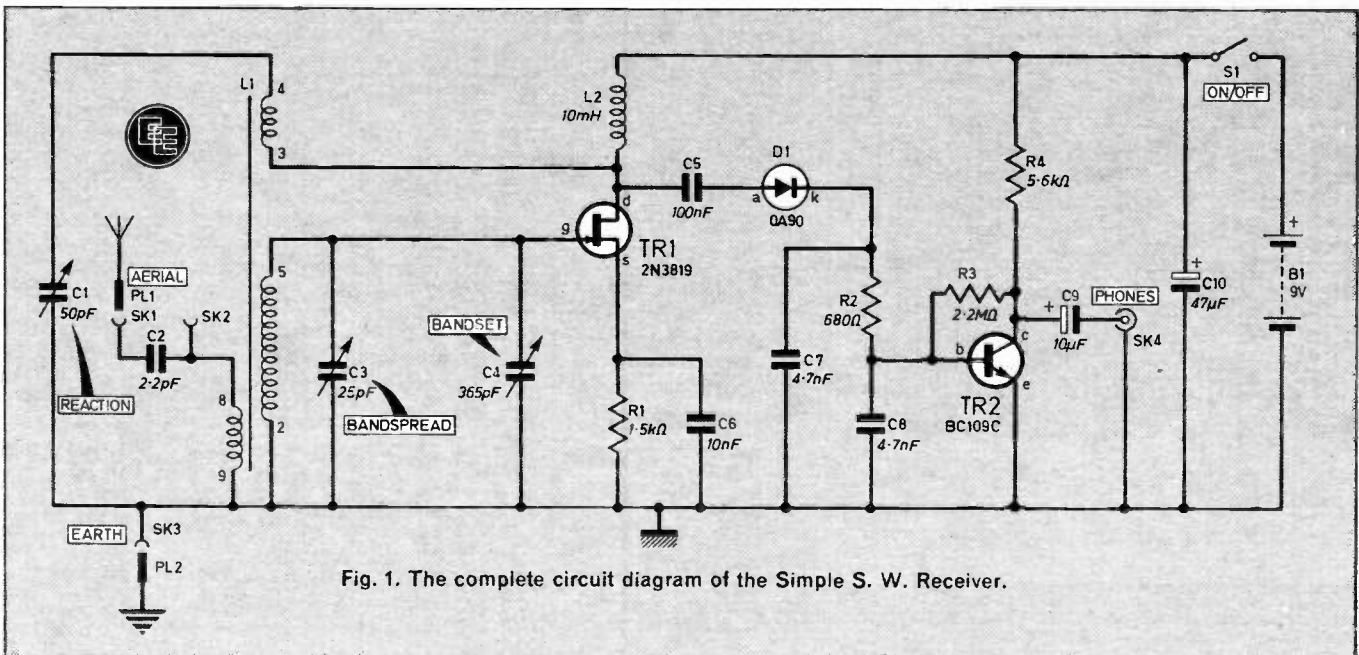 L1
4
3
5
2
8
9
AERIAL
PL1
SK1
SK2
C1
50pF
REACTION
C2
2·2pF
EARTH
SK3
PL2
C3
25pF
BANDSPREAD
BANDSET
C4
365pF
L2
10mH
g
d
s
TR1
2N3819
R1
1·5kΩ
C6
10nF
C5
100nF
D1
a
k
OA90
C7
4·7nF
R2
680Ω
C8
4·7nF
R3
2·2MΩ
R4
5·6kΩ
b
c
e
TR2
BC109C
+
C9
10µF
PHONES
SK4
+
C10
47µF
S1
ON/OFF
+
B1
9V
Fig. 1. The complete circuit diagram of the Simple S. W. Receiver.